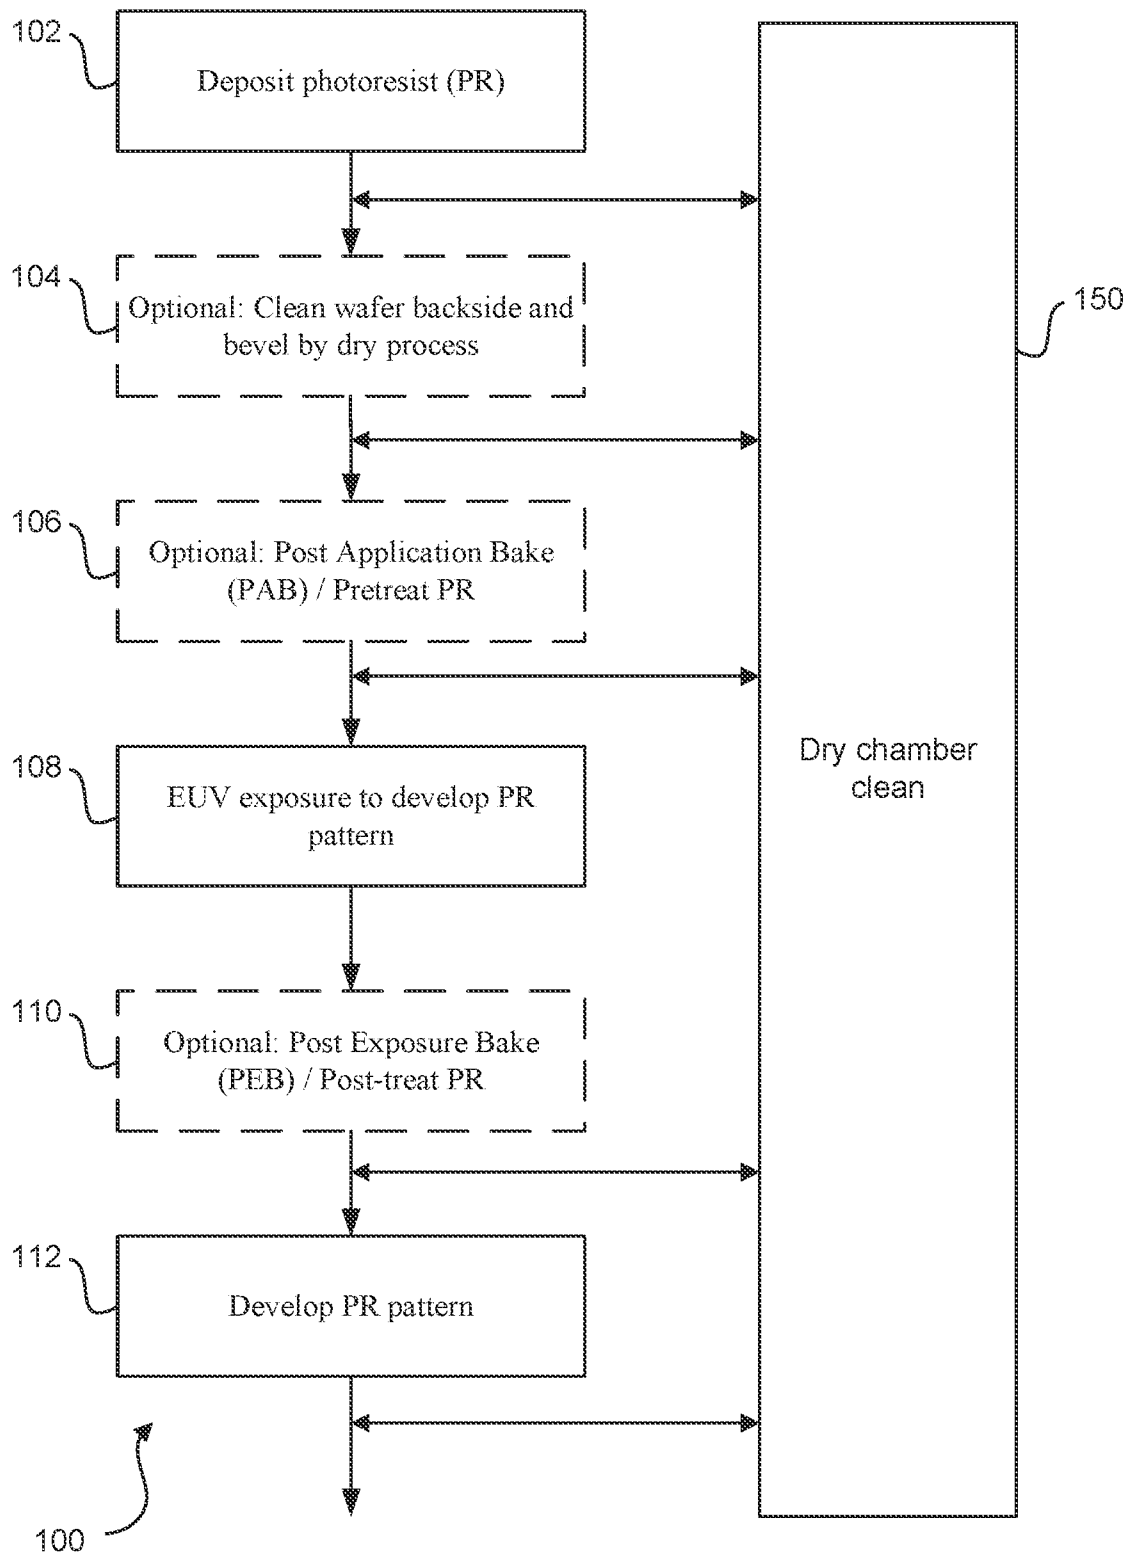 102
Deposit photoresist (PR)
104
Optional: Clean wafer backside and
bevel by dry process
150
106
Optional: Post Application Bake
(PAB) / Pretreat PR
108
EUV exposure to develop PR
pattern
Dry chamber
clean
110
Optional: Post Exposure Bake
(PEB) / Post-treat PR
112
Develop PR pattern
100